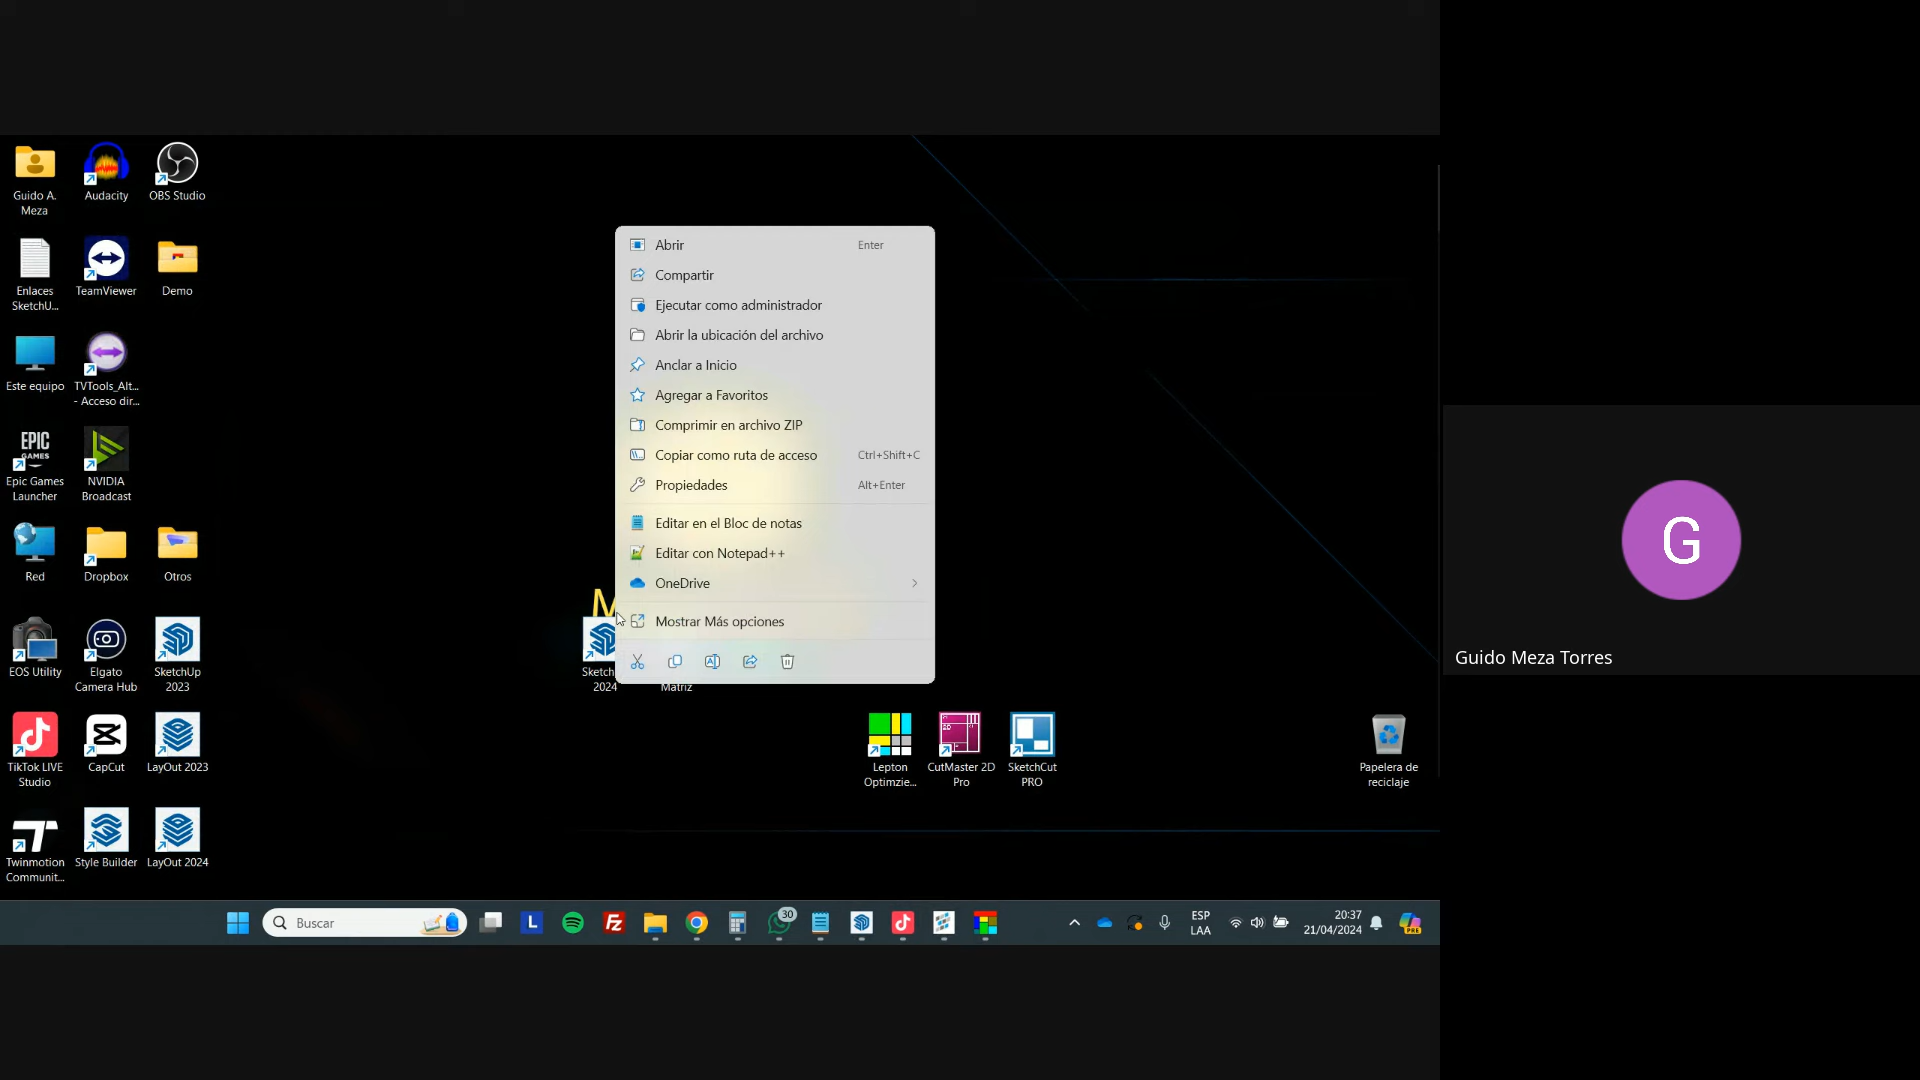 Guido A.
Meza
Audacity
OBS Studio
Enlaces
SketchU...
TeamViewer
Demo
Este equipo
TVTools_Alt...
- Acceso dir...
EPIC
GAMES
Epic Games
Launcher
NVIDIA
Broadcast
Red
Dropbox
Otros
EOS Utility
Elgato
Camera Hub
SketchUp
2023
TikTok LIVE
Studio
CapCut
LayOut 2023
Twinmotion
Communit...
Style Builder
LayOut 2024
Abrir Enter
Compartir
Ejecutar como administrador
Abrir la ubicación del archivo
Anclar a Inicio
Agregar a Favoritos
Comprimir en archivo ZIP
Copiar como ruta de acceso Ctrl+Shift+C
Propiedades Alt+Enter
Editar en el Bloc de notas
Editar con Notepad++
OneDrive
Mostrar Más opciones
M
Sketch
2024
Matriz
Lepton
Optimzie...
CutMaster 2D
Pro
SketchCut
PRO
Papelera de
reciclaje
Buscar
L
30
ESP
LAA
20:37
21/04/2024
PRE
G
Guido Meza Torres